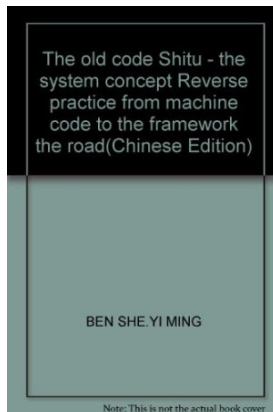 The old code Shitu - the
system concept Reverse
practice from machine
code to the framework
the road(Chinese Edition)
BEN SHE.YI MING
Note: This is not the actual book cover